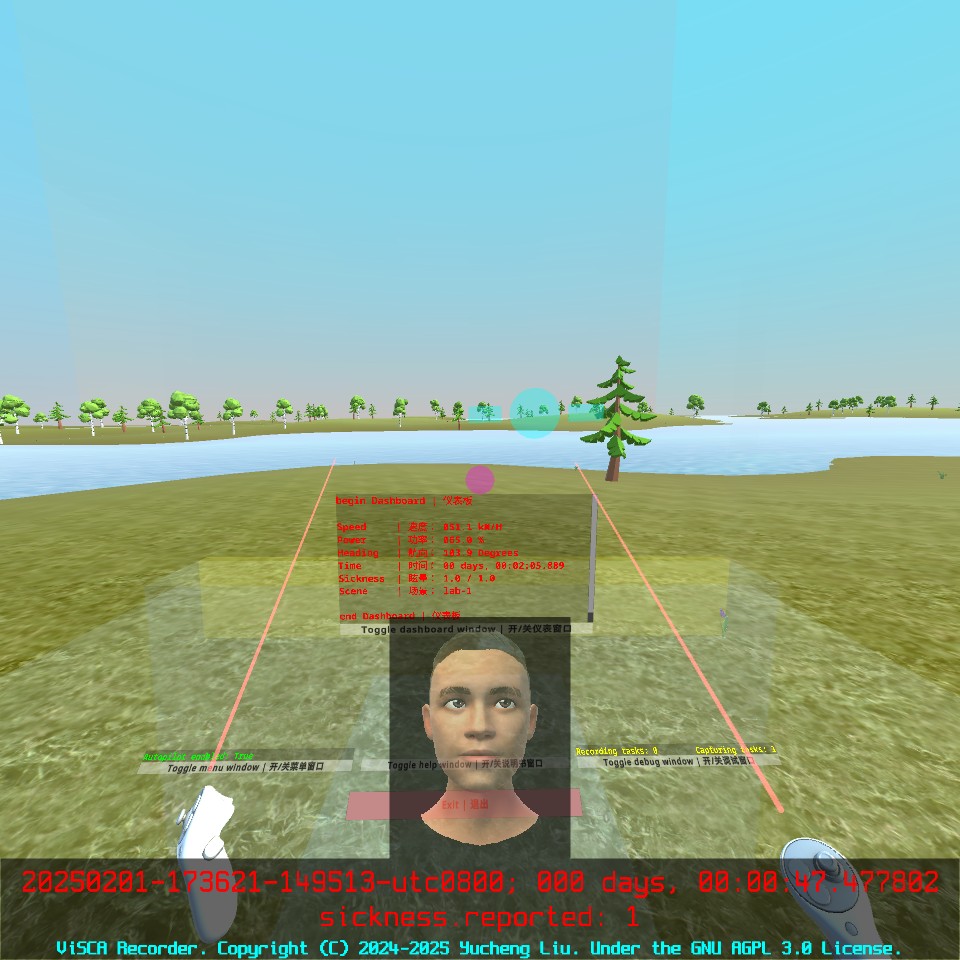 begin Dashboard | 仪表板
Speed | 速度: 053.1 kM/H
Power | 功率: 065.0 %
Heading | 航向: 103.9 Degrees
Time | 时间: 00 days, 00:02:05.889
Sickness | 眩晕: 1.0 / 1.0
Scene | 场景: lab-1
end Dashboard | 仪表板
Toggle dashboard window | 开/关仪表窗口
Autopilot enabled: True
Recording tasks: 0 Capturing tasks: 1
Toggle menu window | 开/关菜单窗口
Toggle help window | 开/关说明书窗口
Toggle debug window | 开/关调试窗口
Exit | 退出
20250201-173621-149513-utc0800; 000 days, 00:00:47.477802
sickness.reported: 1
ViSCA Recorder. Copyright (C) 2024-2025 Yucheng Liu. Under the GNU AGPL 3.0 License.